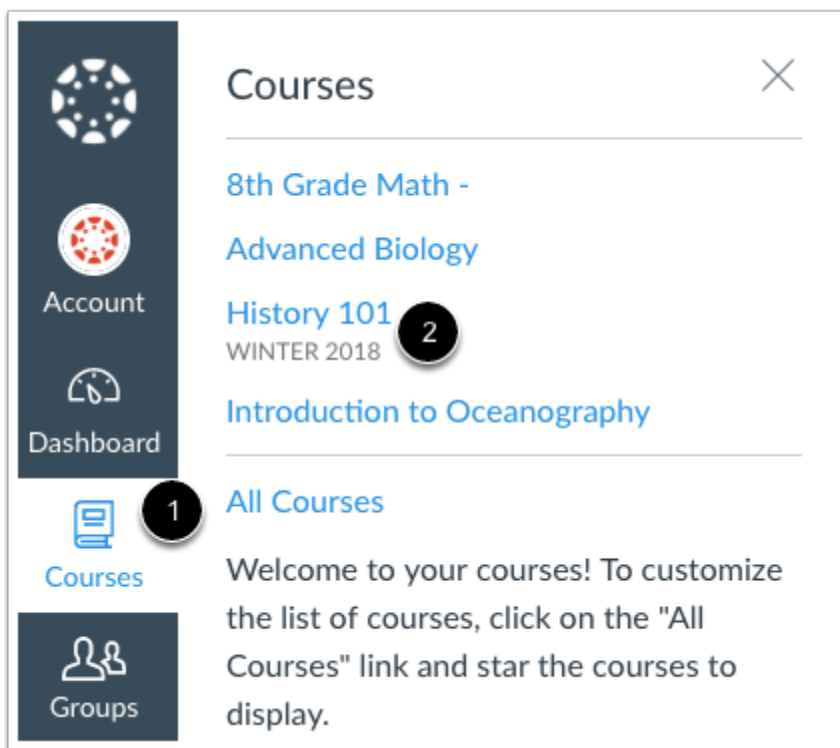 Courses
8th Grade Math -
Advanced Biology
History 101
WINTER 2018
2
Introduction to Oceanography
All Courses
Welcome to your courses! To customize
the list of courses, click on the "All
Courses" link and star the courses to
display.
Account
Dashboard
1
Courses
Groups